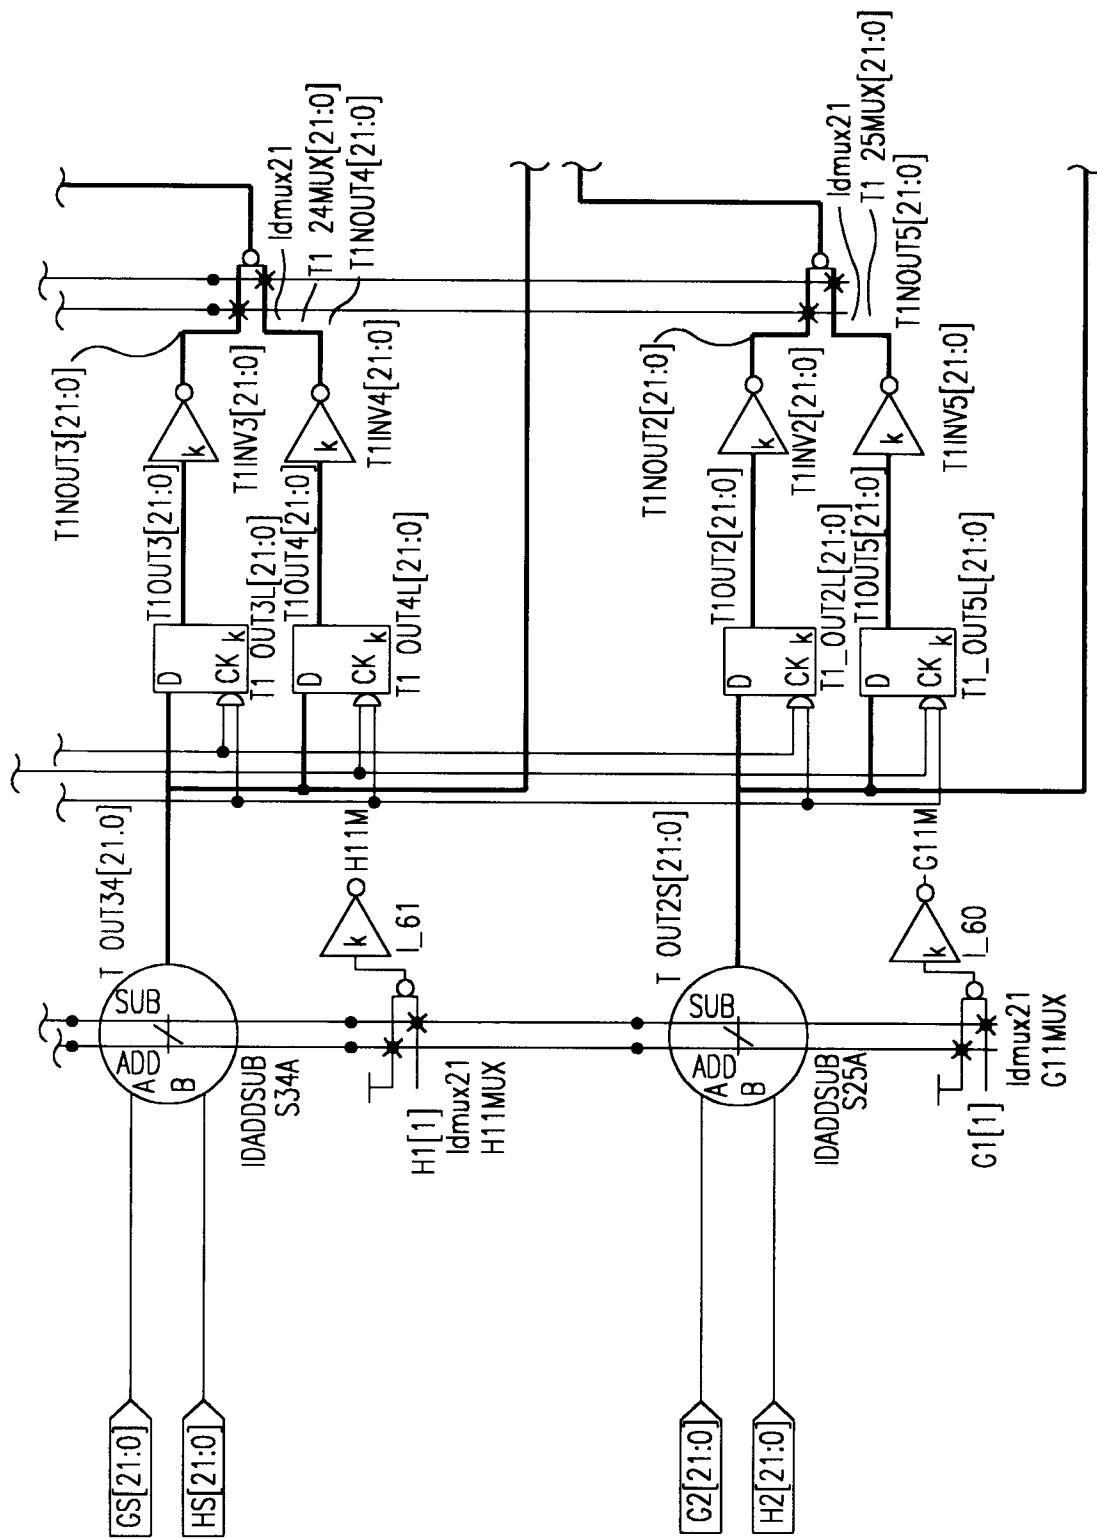 GS[21:0]
HS[21:0]
A
B
ADD
SUB
IDADDSUB
S34A
T OUT34[21.0]
H1[1]
Idmux21
H11MUX
k
I_61
H11M
D
CK
k
T1OUT3[21:0]
T1 OUT3L[21:0]
D
CK
k
T1OUT4[21:0]
T1 OUT4L[21:0]
k
T1NOUT3[21:0]
T1INV3[21:0]
k
T1INV4[21:0]
Idmux21
T1 24MUX[21:0]
T1NOUT4[21:0]
G2[21:0]
H2[21:0]
A
B
ADD
SUB
IDADDSUB
S25A
T OUT2S[21:0]
G1[1]
Idmux21
G11MUX
k
I_60
G11M
D
CK
T1OUT2[21:0]
T1_OUT2L[21:0]
D
CK
k
T1OUT5[21:0]
T1_OUT5L[21:0]
k
T1NOUT2[21:0]
T1INV2[21:0]
k
T1INV5[21:0]
Idmux21
T1 25MUX[21:0]
T1NOUT5[21:0]